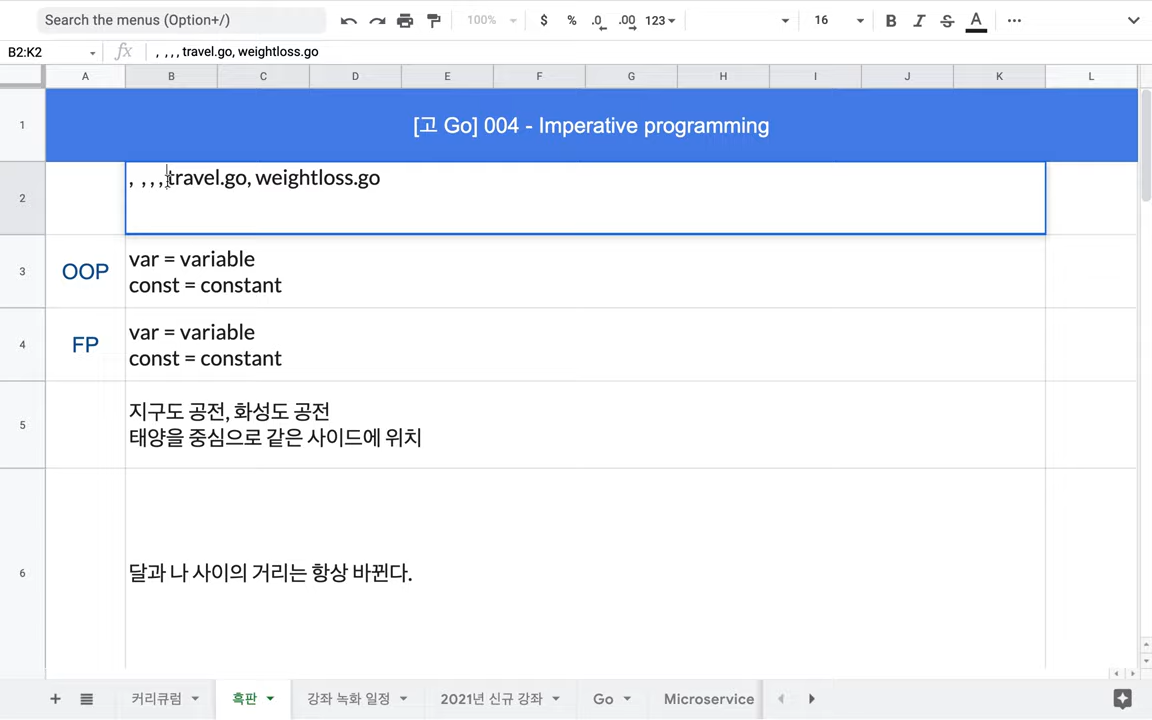 Search the menus (Option+/)
100%
$
%
.0
.00
123
16
B
I
S
A
B2:K2
fx
, , , , travel.go, weightloss.go
A B C D E F G H I J K L
1
[고 Go] 004 - Imperative programming
2
, , , , travel.go, weightloss.go
3
OOP
var = variable
const = constant
4
FP
var = variable
const = constant
5
지구도 공전, 화성도 공전
태양을 중심으로 같은 사이드에 위치
6
달과 나 사이의 거리는 항상 바뀐다.
커리큘럼
흑판
강좌 녹화 일정
2021년 신규 강좌
Go
Microservice